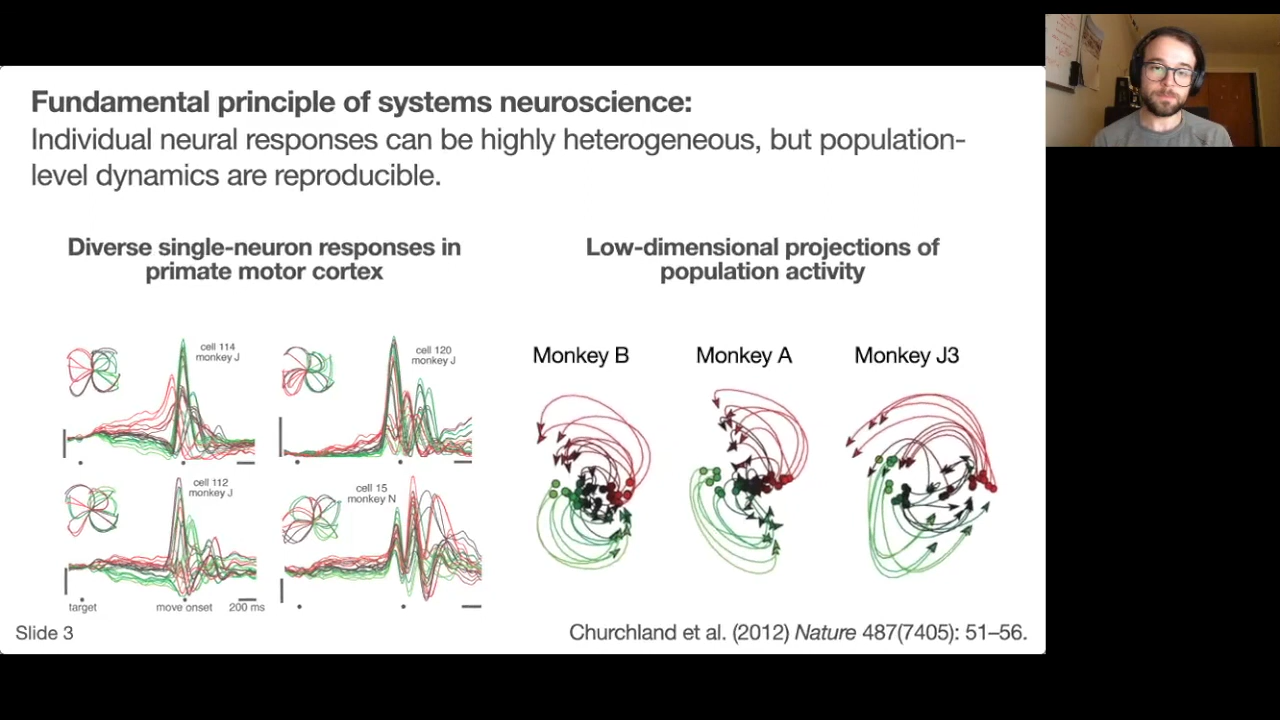 Fundamental principle of systems neuroscience:
Individual neural responses can be highly heterogeneous, but population-
level dynamics are reproducible.
Diverse single-neuron responses in
primate motor cortex
Low-dimensional projections of
population activity
cell 114
monkey J
cell 120
monkey J
cell 112
monkey J
cell 15
monkey N
target
move onset
200 ms
Monkey B
Monkey A
Monkey J3
Slide 3
Churchland et al. (2012) Nature 487(7405): 51–56.